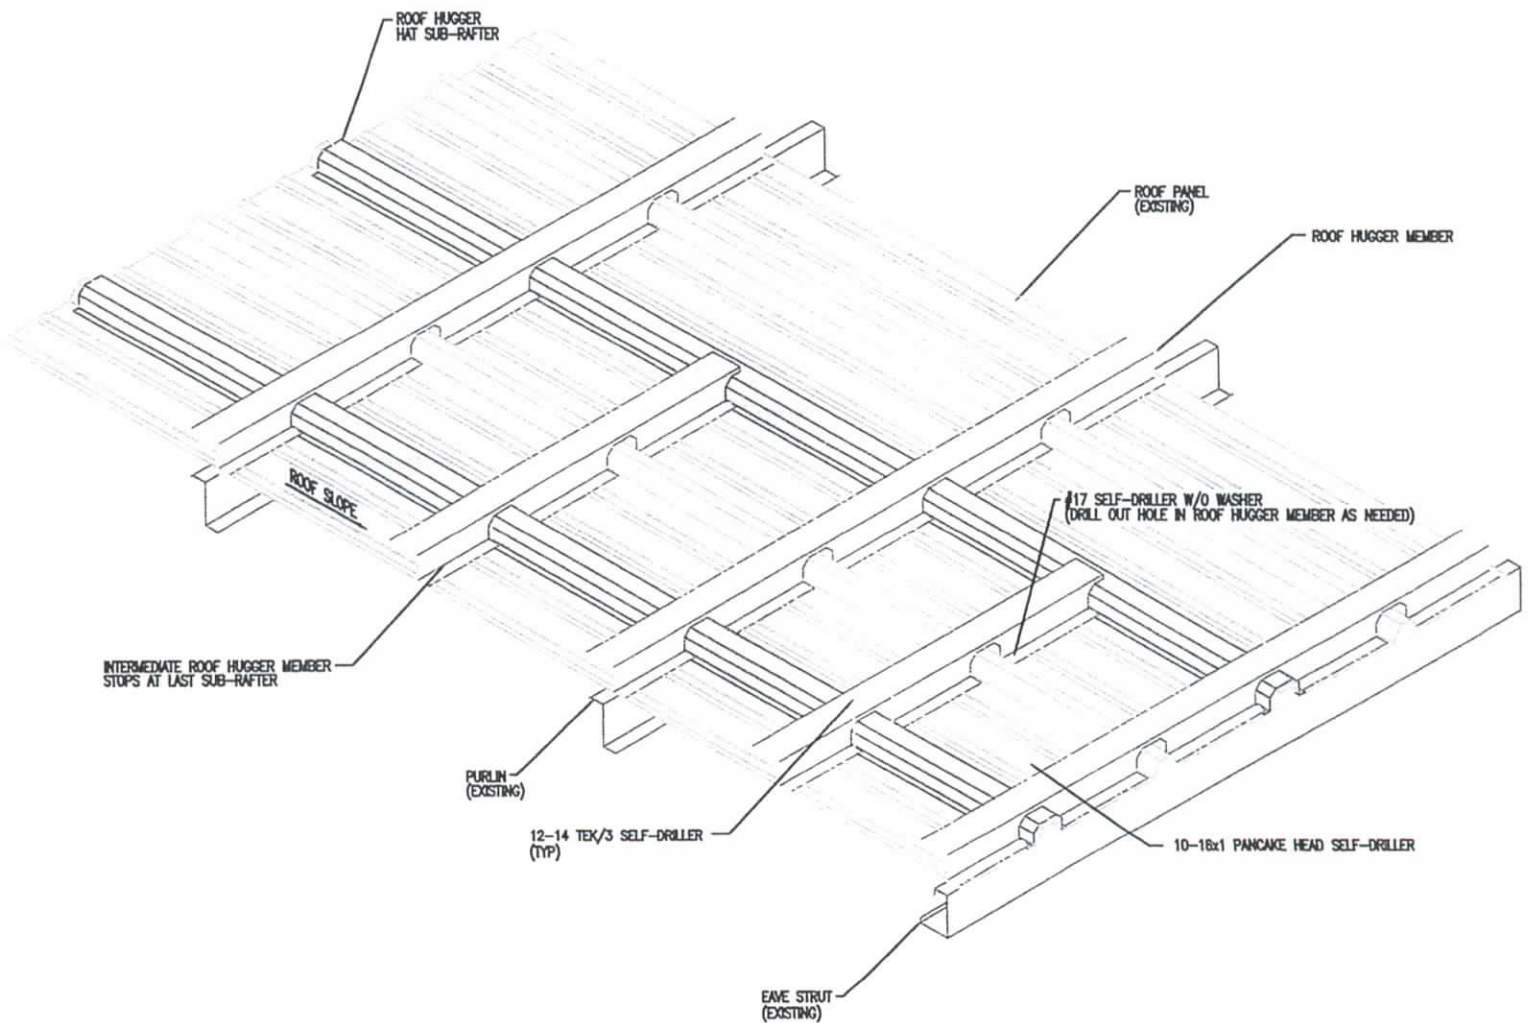 ROOF HUGGER
HAT SUB-RAFTER
ROOF PANEL
(EXISTING)
ROOF HUGGER MEMBER
ROOF SLOPE
#17 SELF-DRILLER W/O WASHER
(DRILL OUT HOLE IN ROOF HUGGER MEMBER AS NEEDED)
INTERMEDIATE ROOF HUGGER MEMBER
STOPS AT LAST SUB-RAFTER
PURLIN
(EXISTING)
12-14 TEK/3 SELF-DRILLER
(TYP)
10-16x1 PANCAKE HEAD SELF-DRILLER
EAVE STRUT
(EXISTING)